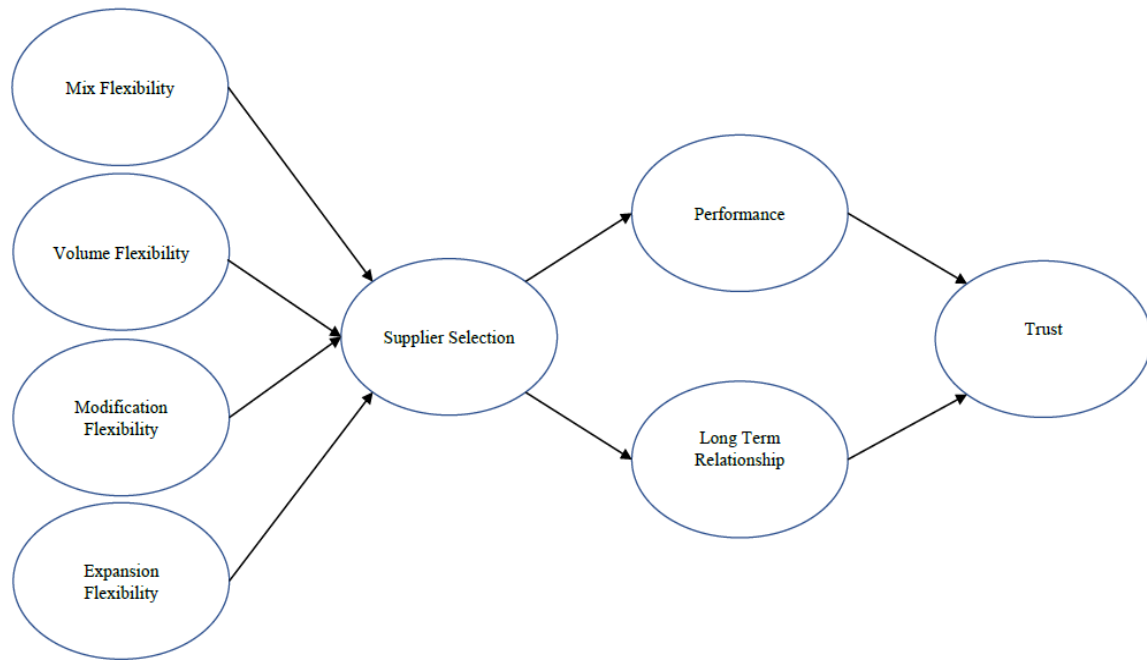 Mix Flexibility
Volume Flexibility
Modification
Flexibility
Expansion
Flexibility
Supplier Selection
Performance
Long Term
Relationship
Trust